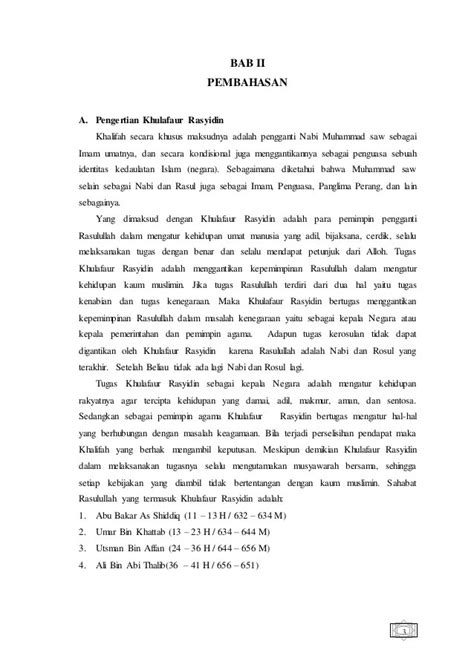 BAB II
PEMBAHASAN
A. Pengertian Khulafaur Rasyidin
Khalifah secara khusus maksudnya adalah pengganti Nabi Muhammad saw sebagai
Imam umatnya, dan secara kondisional juga menggantikannya sebagai penguasa sebuah
identitas kedaulatan Islam (negara). Sebagaimana diketahui bahwa Muhammad saw
selain sebagai Nabi dan Rasul juga sebagai Imam, Penguasa, Panglima Perang, dan lain
sebagainya.
Yang dimaksud dengan Khulafaur Rasyidin adalah para pemimpin pengganti
Rasulullah dalam mengatur kehidupan umat manusia yang adil, bijaksana, cerdik, selalu
melaksanakan tugas dengan benar dan selalu mendapat petunjuk dari Alloh. Tugas
Khulafaur Rasyidin adalah menggantikan kepemimpinan Rasulullah dalam mengatur
kehidupan kaum muslimin. Jika tugas Rasulullah terdiri dari dua hal yaitu tugas
kenabian dan tugas kenegaraan. Maka Khulafaur Rasyidin bertugas menggantikan
kepemimpinan Rasulullah dalam masalah kenegaraan yaitu sebagai kepala Negara atau
kepala pemerintahan dan pemimpin agama. Adapun tugas kerosulan tidak dapat
digantikan oleh Khulafaur Rasyidin karena Rasulullah adalah Nabi dan Rosul yang
terakhir. Setelah Beliau tidak ada lagi Nabi dan Rosul lagi.
Tugas Khulafaur Rasyidin sebagai kepala Negara adalah mengatur kehidupan
rakyatnya agar tercipta kehidupan yang damai, adil, makmur, aman, dan sentosa.
Sedangkan sebagai pemimpin agama Khulafaur Rasyidin bertugas mengatur hal-hal
yang berhubungan dengan masalah keagamaan. Bila terjadi perselisihan pendapat maka
Khalifah yang berhak mengambil keputusan. Meskipun demikian Khulafaur Rasyidin
dalam melaksanakan tugasnya selalu mengutamakan musyawarah bersama, sehingga
setiap kebijakan yang diambil tidak bertentangan dengan kaum muslimin. Sahabat
Rasulullah yang termasuk Khulafaur Rasyidin adalah:
1. Abu Bakar As Shiddiq (11 – 13 H / 632 – 634 M)
2. Umar Bin Khattab (13 – 23 H / 634 – 644 M)
3. Utsman Bin Affan (24 – 36 H / 644 – 656 M)
4. Ali Bin Abi Thalib(36 – 41 H / 656 – 651)
3